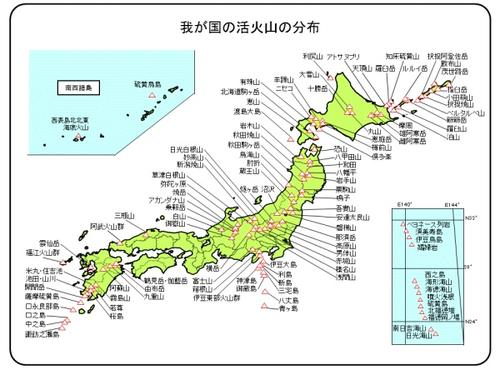 我が国の活火山の分布
南西諸島
硫黄鳥島
西表島北北東
海底火山
利尻山
アトサヌプリ
知床硫黄山
大雪山
天頂山
羅臼岳
ルルイ岳
有珠山
羊蹄山
十勝岳
北海道駒ヶ岳
ニセコ
恵山
渡島大島
丸山
恵庭岳
樽前山
倶多楽
摩周
雄阿寒岳
雌阿寒岳
岩木山
秋田焼山
秋田駒ヶ岳
鳥海山
肘折
蔵王山
恐山
八甲田山
十和田
八幡平
岩手山
栗駒山
鳴子
吾妻山
安達太良山
磐梯山
那須岳
高原山
男体山
赤城山
榛名山
浅間山
日光白根山
妙高山
新潟焼山
燧ヶ岳
沼沢
草津白根山
弥陀ヶ原
焼岳
アカンダナ山
乗鞍岳
白山
御嶽山
三瓶山
阿武火山群
雲仙岳
福江火山群
米丸・住吉池
池田・山川
開聞岳
薩摩硫黄島
口永良部島
口之島
中之島
諏訪之瀬島
阿蘇山
霧島山
若尊
桜島
鶴見岳・伽藍岳
由布岳
九重山
横岳
富士山
箱根山
伊豆東部火山群
伊豆大島
利島
新島
神津島
三宅島
御蔵島
八丈島
青ヶ島
E140°
E144°
ベヨネース列岩
須美寿島
伊豆鳥島
孀婦岩
西之島
海形海山
海徳海山
噴火浅根
硫黄島
北福徳堆
福徳岡ノ場
南日吉海山
日光海山
N24°